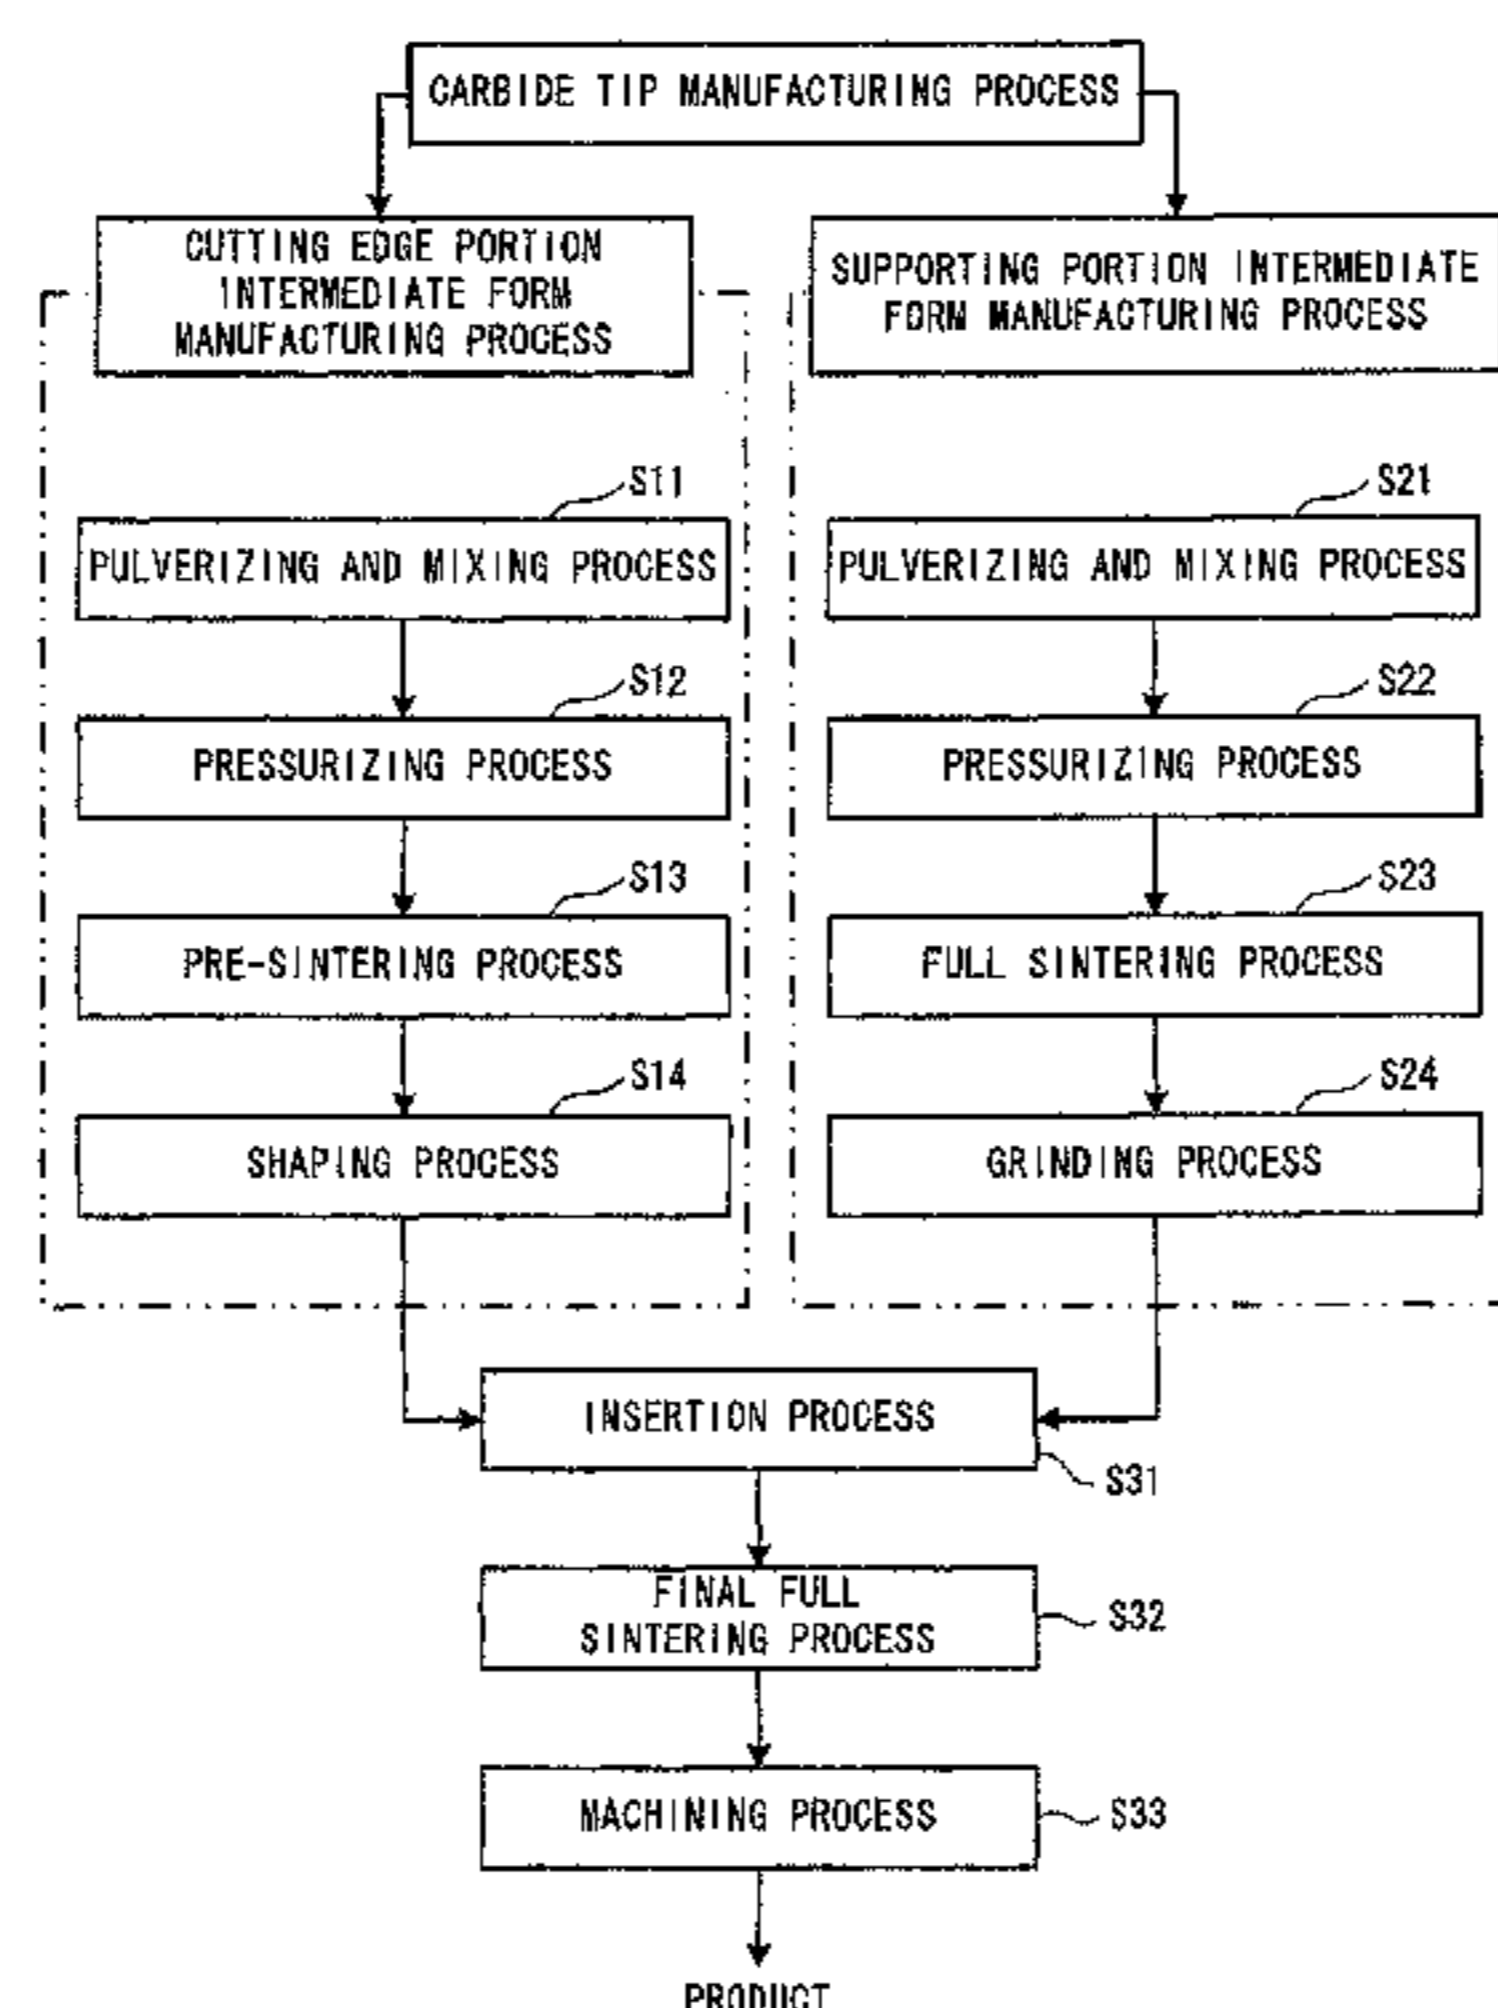 CARBIDE TIP MANUFACTURING PROCESS
CUTTING EDGE PORTION
INTERMEDIATE FORM
MANUFACTURING PROCESS
SUPPORTING PORTION INTERMEDIATE
FORM MANUFACTURING PROCESS
S11
PULVERIZING AND MIXING PROCESS
S12
PRESSURIZING PROCESS
S13
PRE-SINTERING PROCESS
S14
SHAPING PROCESS
S21
PULVERIZING AND MIXING PROCESS
S22
PRESSURIZING PROCESS
S23
FULL SINTERING PROCESS
S24
GRINDING PROCESS
INSERTION PROCESS
S31
FINAL FULL
SINTERING PROCESS
S32
MACHINING PROCESS
S33
PRODUCT